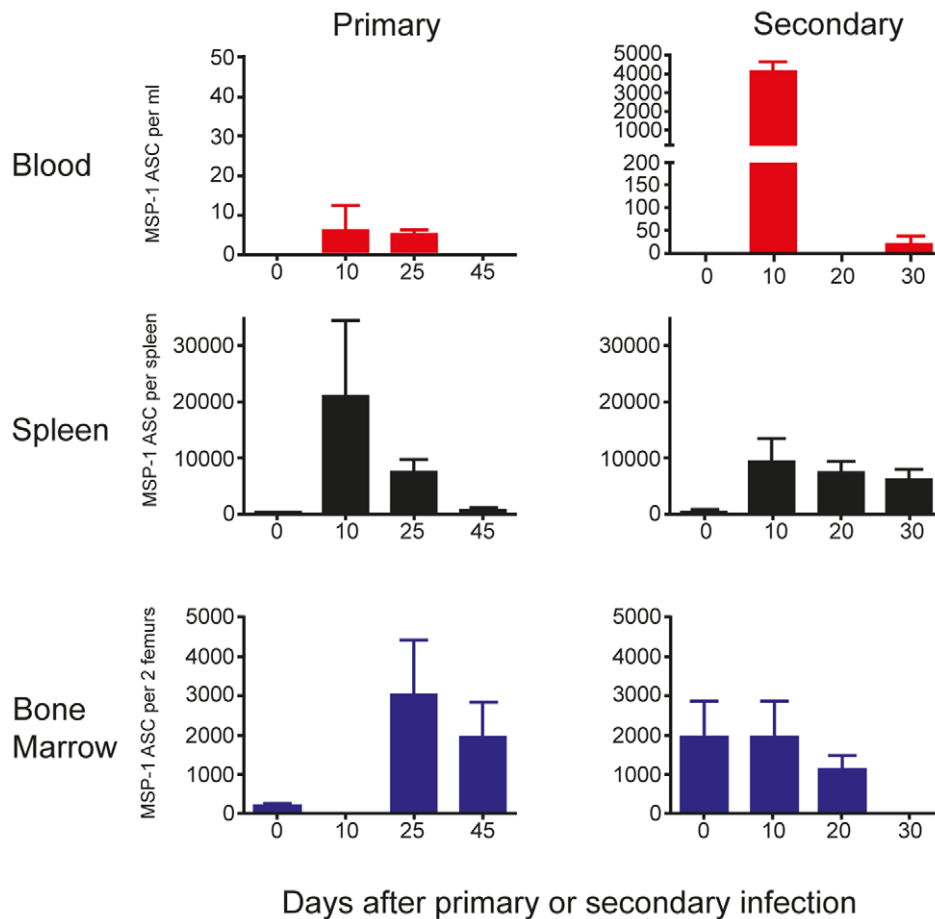 Primary
Secondary
Blood
MSP-1 ASC per ml
50
40
30
20
10
0
0 10 25 45
5000
4000
3000
2000
1000
200
150
100
50
0
0 10 20 30
Spleen
MSP-1 ASC per spleen
30000
20000
10000
0
0 10 25 45
30000
20000
10000
0
0 10 20 30
Bone
Marrow
MSP-1 ASC per 2 femurs
5000
4000
3000
2000
1000
0
0 10 25 45
5000
4000
3000
2000
1000
0
0 10 20 30
Days after primary or secondary infection